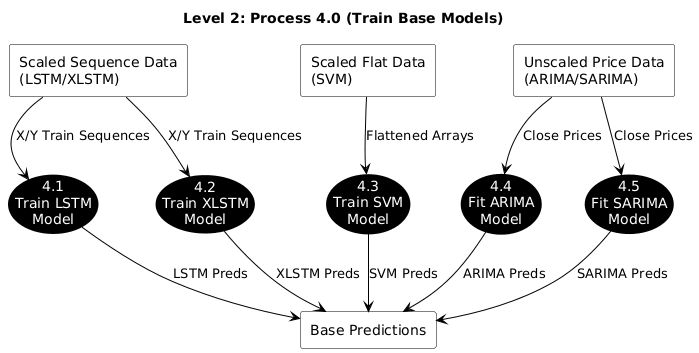 Level 2: Process 4.0 (Train Base Models)
Scaled Sequence Data
(LSTM/XLSTM)
Scaled Flat Data
(SVM)
Unscaled Price Data
(ARIMA/SARIMA)
X/Y Train Sequences
X/Y Train Sequences
Flattened Arrays
Close Prices
Close Prices
4.1
Train LSTM
Model
4.2
Train XLSTM
Model
4.3
Train SVM
Model
4.4
Fit ARIMA
Model
4.5
Fit SARIMA
Model
LSTM Preds
XLSTM Preds
SVM Preds
ARIMA Preds
SARIMA Preds
Base Predictions